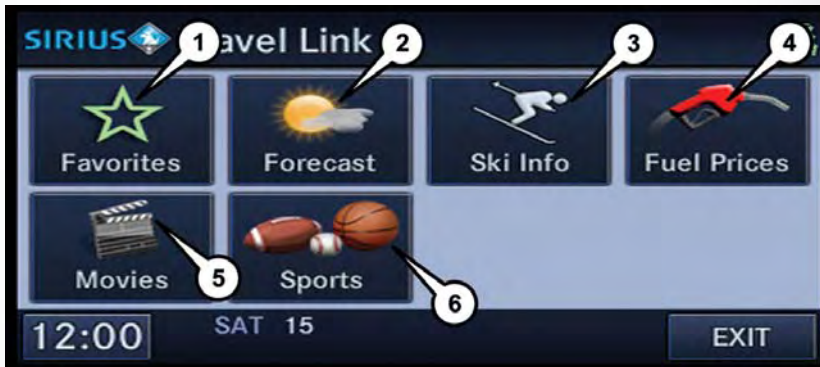 SIRIUS 1 avel Link 2 3 4
Favorites Forecast Ski Info Fuel Prices
Movies 5 Sports 6
12:00 SAT 15 EXIT